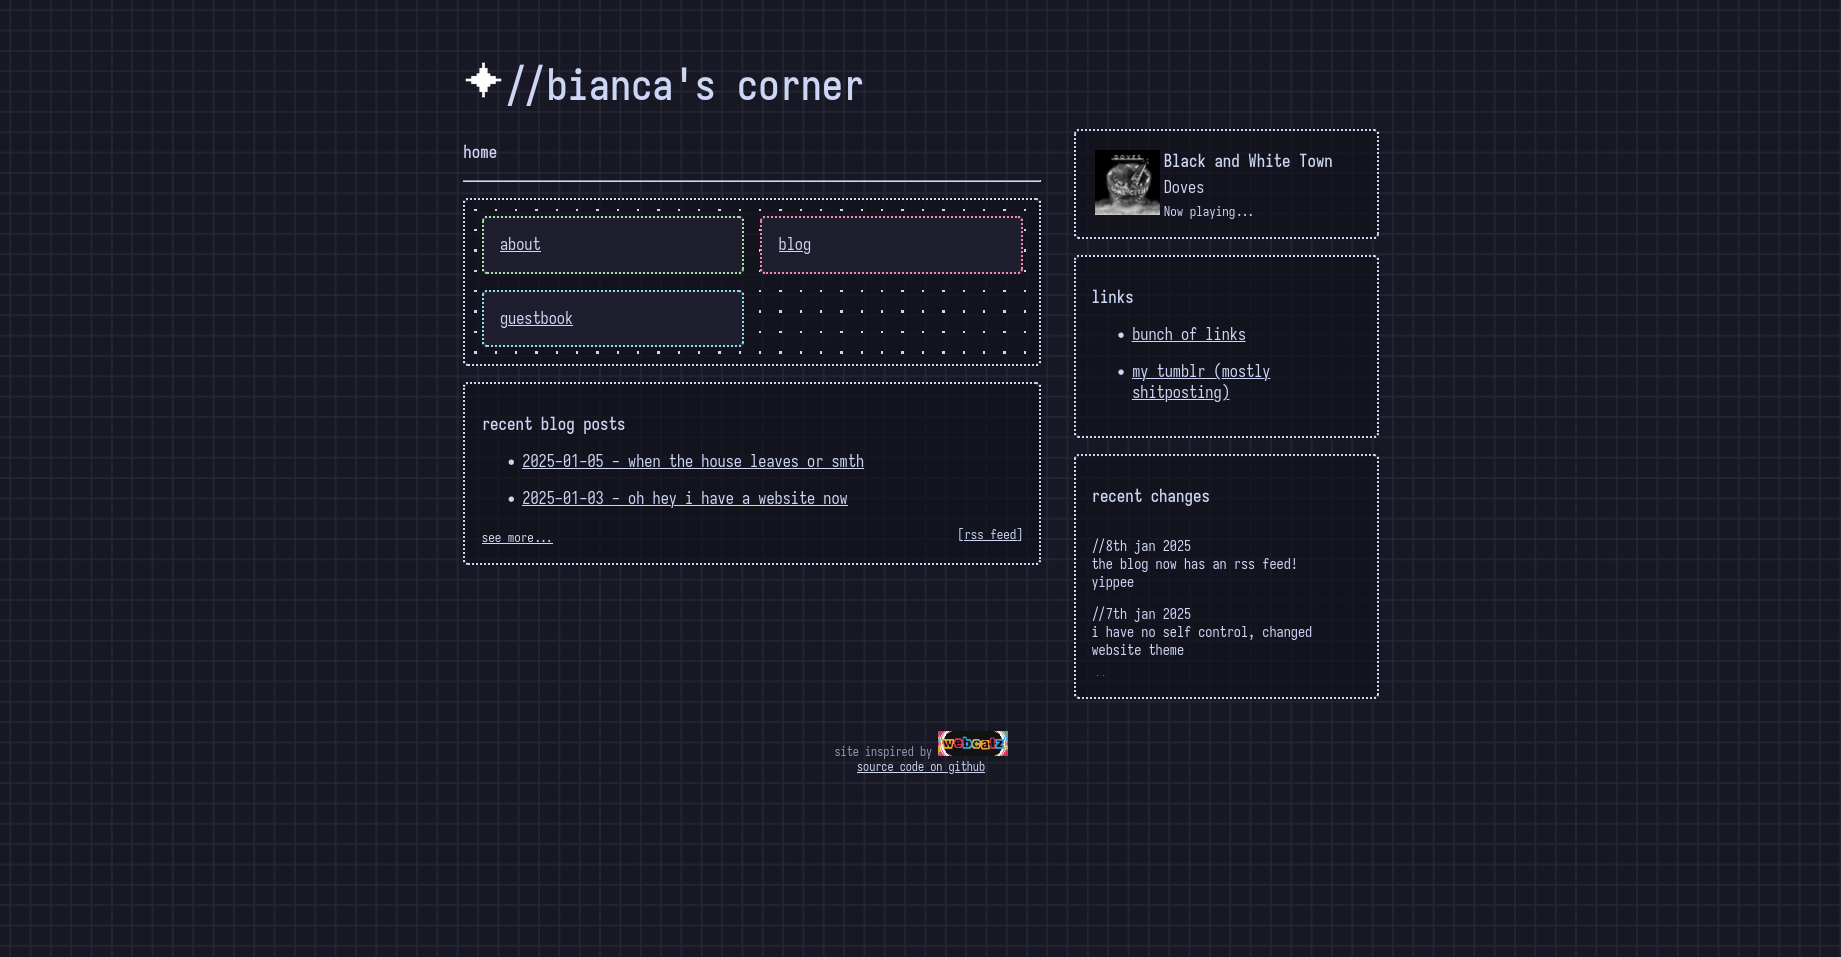 //bianca's corner
home
about
blog
guestbook
recent blog posts
2025-01-05 - when the house leaves or smth
2025-01-03 - oh hey i have a website now
see more...
[rss feed]
Black and White Town
Doves
Now playing...
links
bunch of links
my tumblr (mostly
shitposting)
recent changes
//8th jan 2025
the blog now has an rss feed!
yippee
//7th jan 2025
i have no self control, changed
website theme
site inspired by webcatz
source code on github